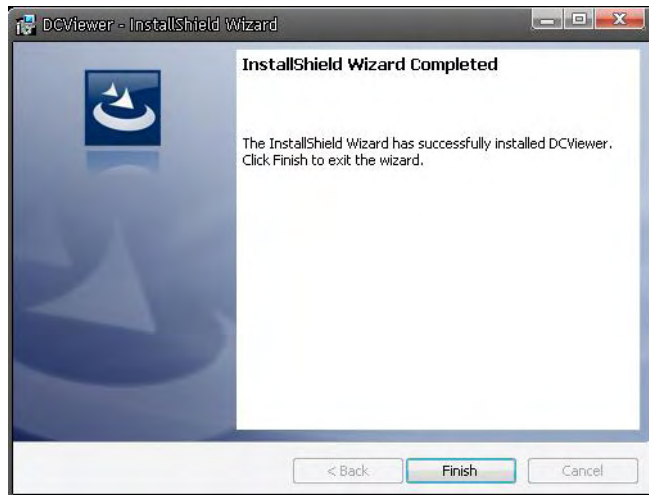 DCViewer - InstallShield Wizard
InstallShield Wizard Completed
The InstallShield Wizard has successfully installed DCViewer.
Click Finish to exit the wizard.
< Back
Finish
Cancel